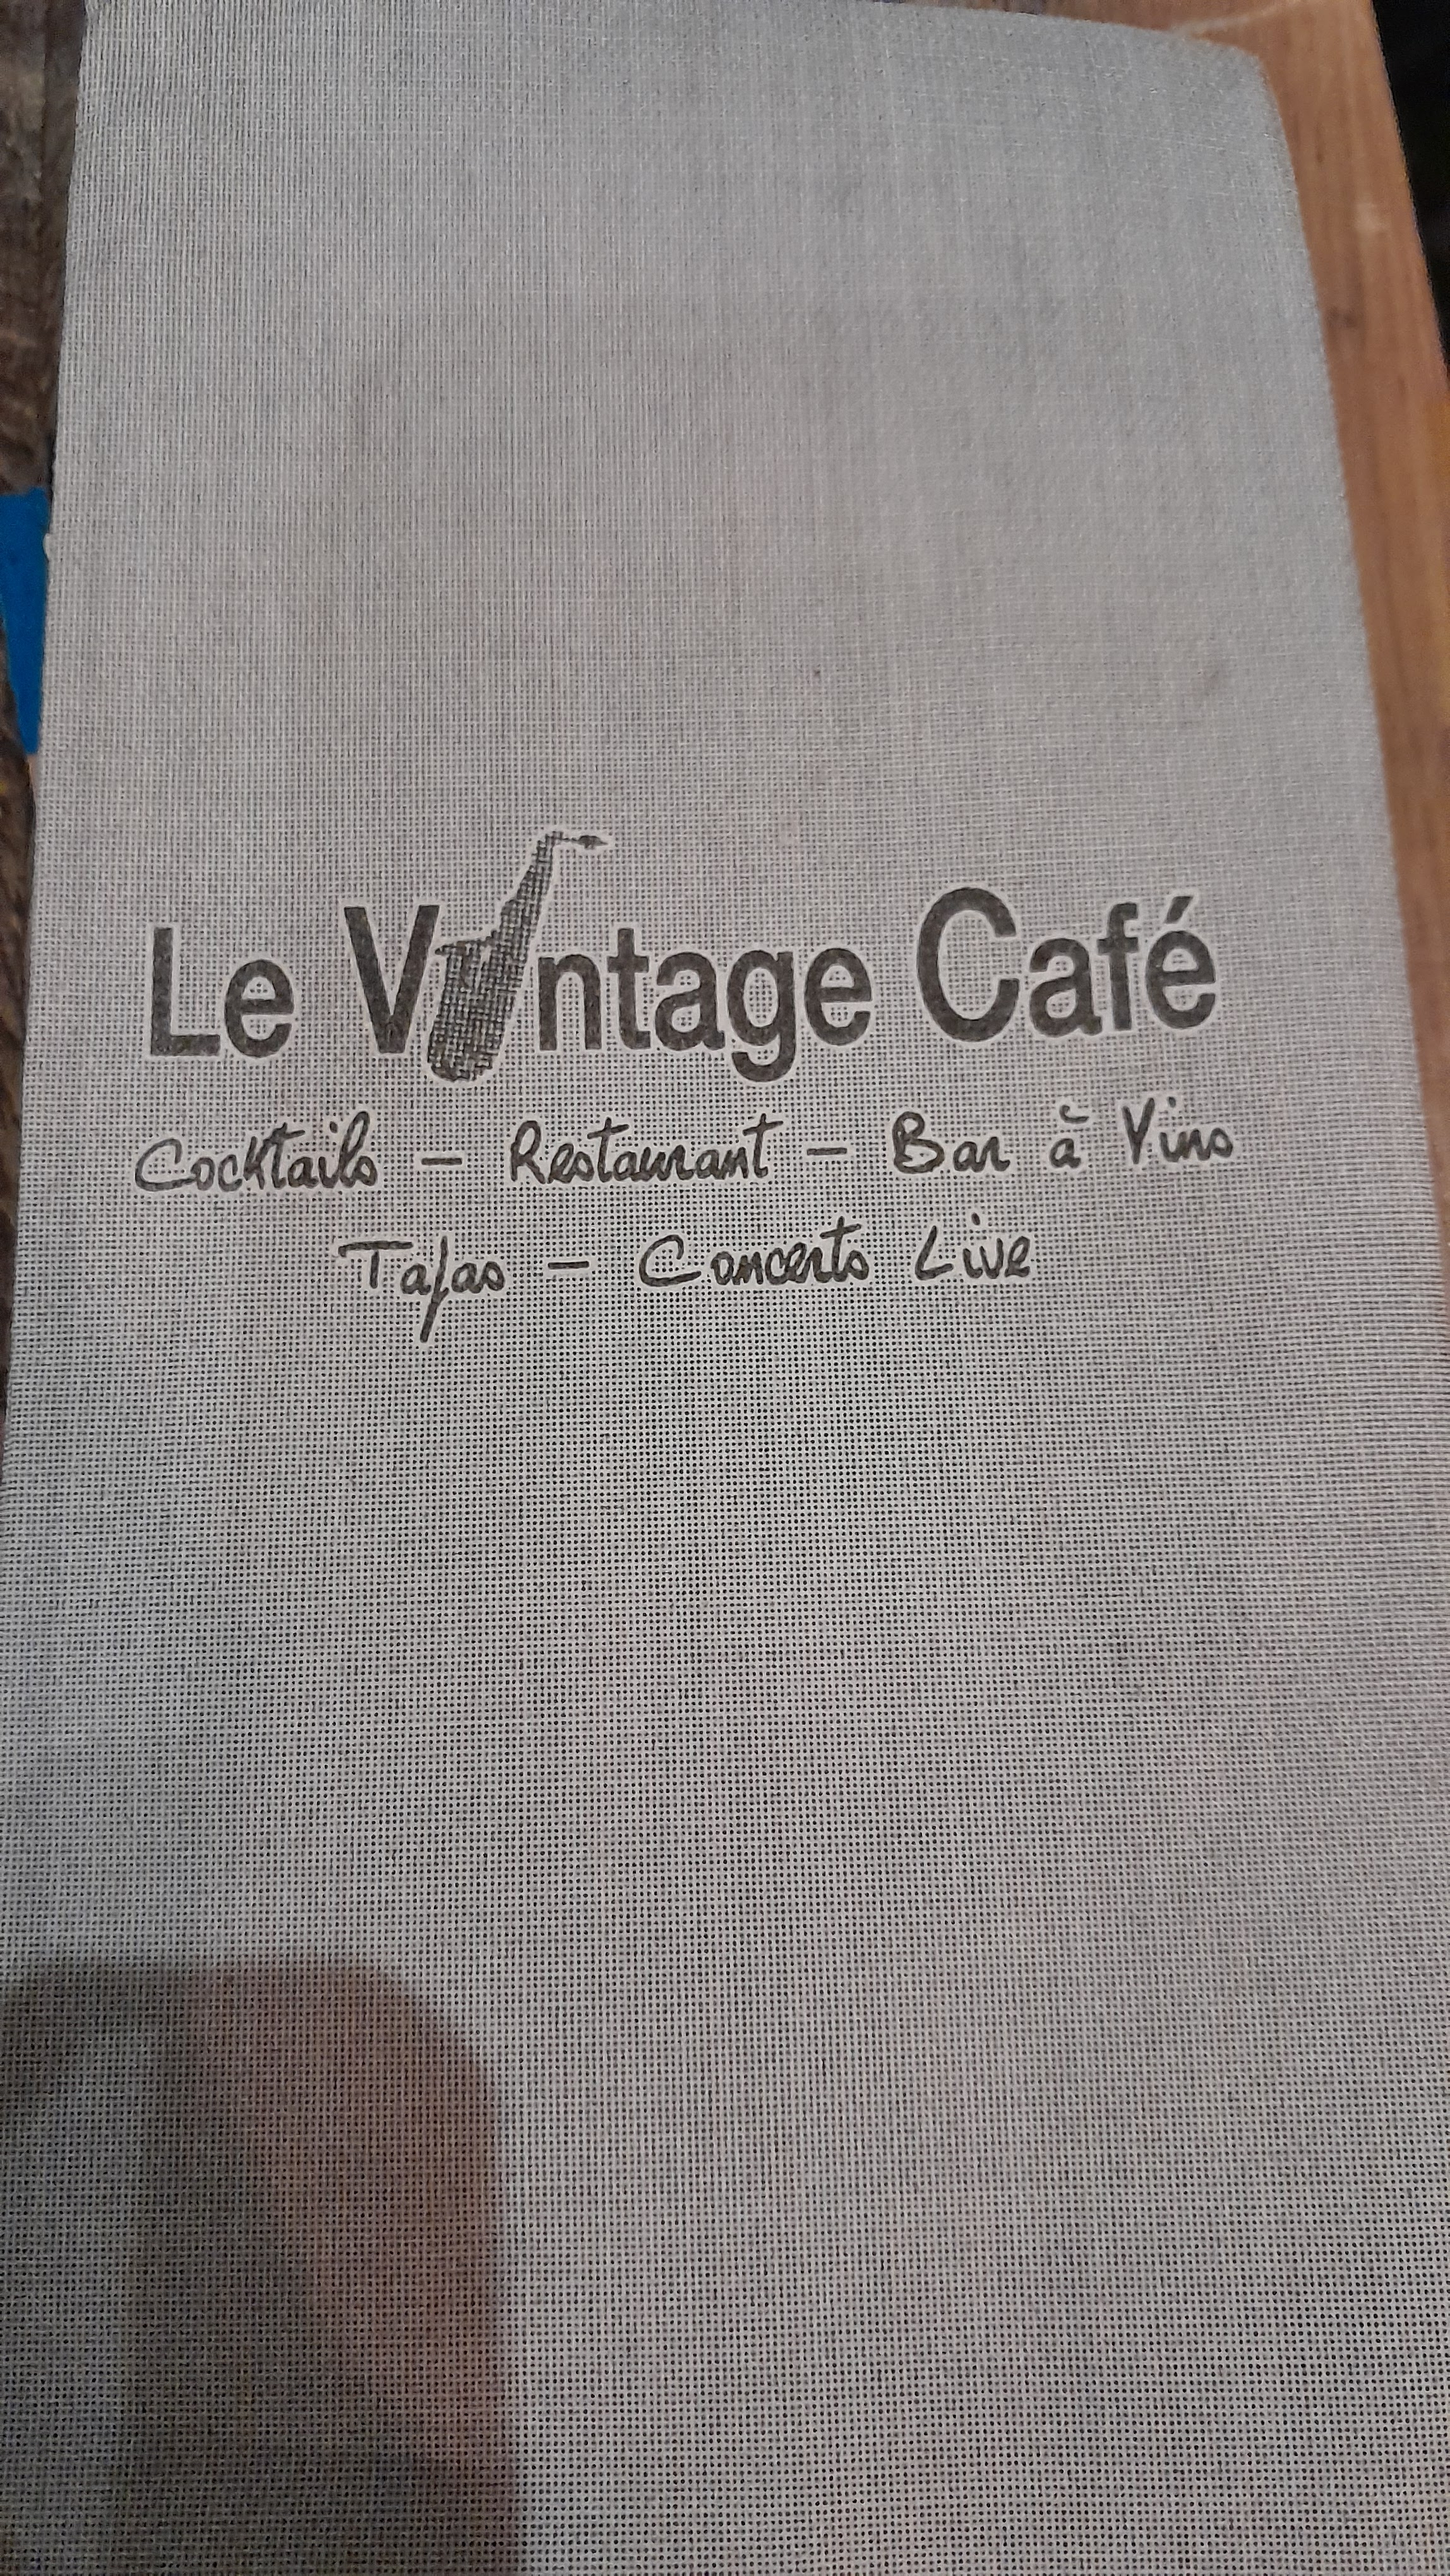 Le Vintage Café
Cocktails – Restaurant – Bar à Vins
Tapas – Concerts Live